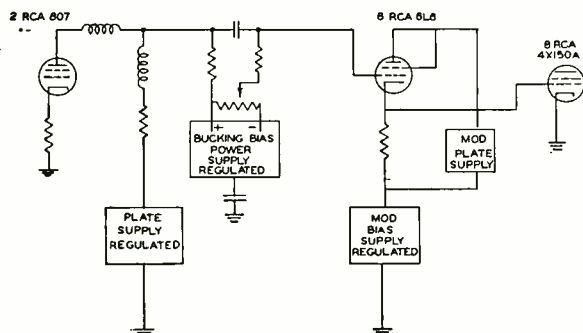 2 RCA 807
6 RCA 6L6
8 RCA
4X150A
+ -
BUCKING BIAS
POWER
SUPPLY
REGULATED
MOD
PLATE
SUPPLY
PLATE
SUPPLY
REGULATED
MOD
BIAS
SUPPLY
REGULATED